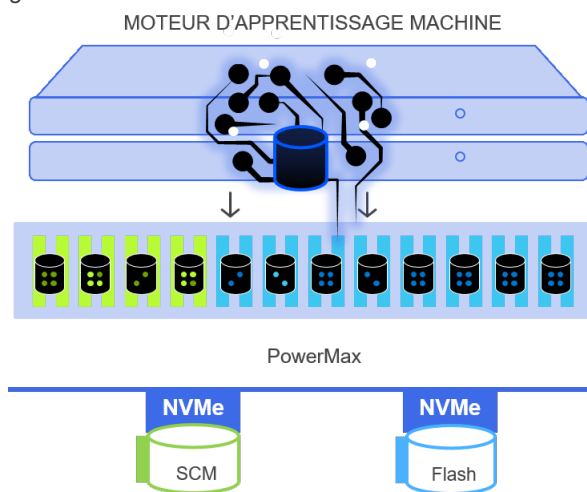 MOTEUR D'APPRENTISSAGE MACHINE
PowerMax
NVMe
NVMe
SCM
Flash